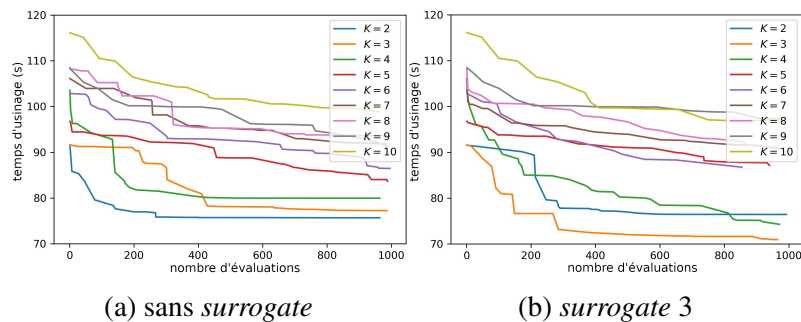 120
110
100
90
80
70
temps d'usinage (s)
0
200
400
600
800
1000
nombre d'évaluations
K = 2
K = 3
K = 4
K = 5
K = 6
K = 7
K = 8
K = 9
K = 10
(a) sans surrogate
120
110
100
90
80
70
temps d'usinage (s)
0
200
400
600
800
1000
nombre d'évaluations
K = 2
K = 3
K = 4
K = 5
K = 6
K = 7
K = 8
K = 9
K = 10
(b) surrogate 3